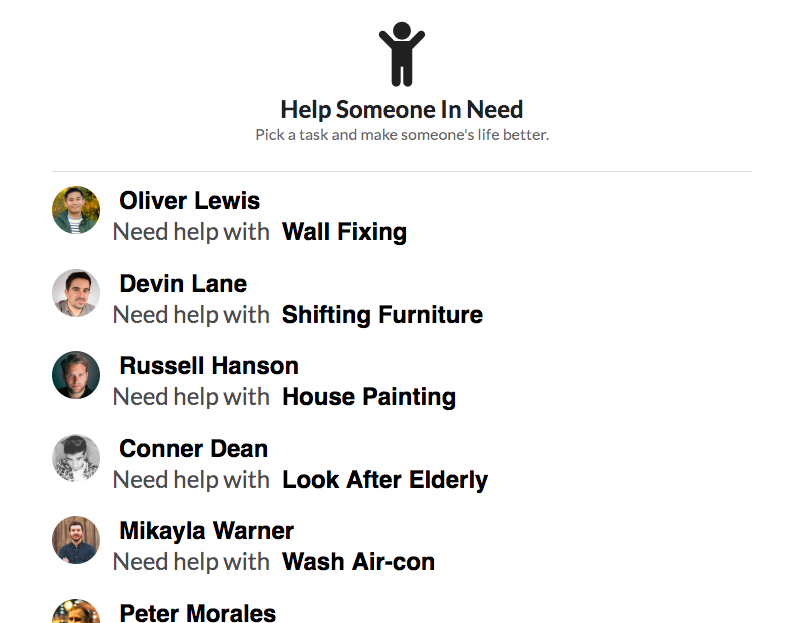 Help Someone In Need
Pick a task and make someone's life better.
Oliver Lewis
Need help with Wall Fixing
Devin Lane
Need help with Shifting Furniture
Russell Hanson
Need help with House Painting
Conner Dean
Need help with Look After Elderly
Mikayla Warner
Need help with Wash Air-con
Peter Morales